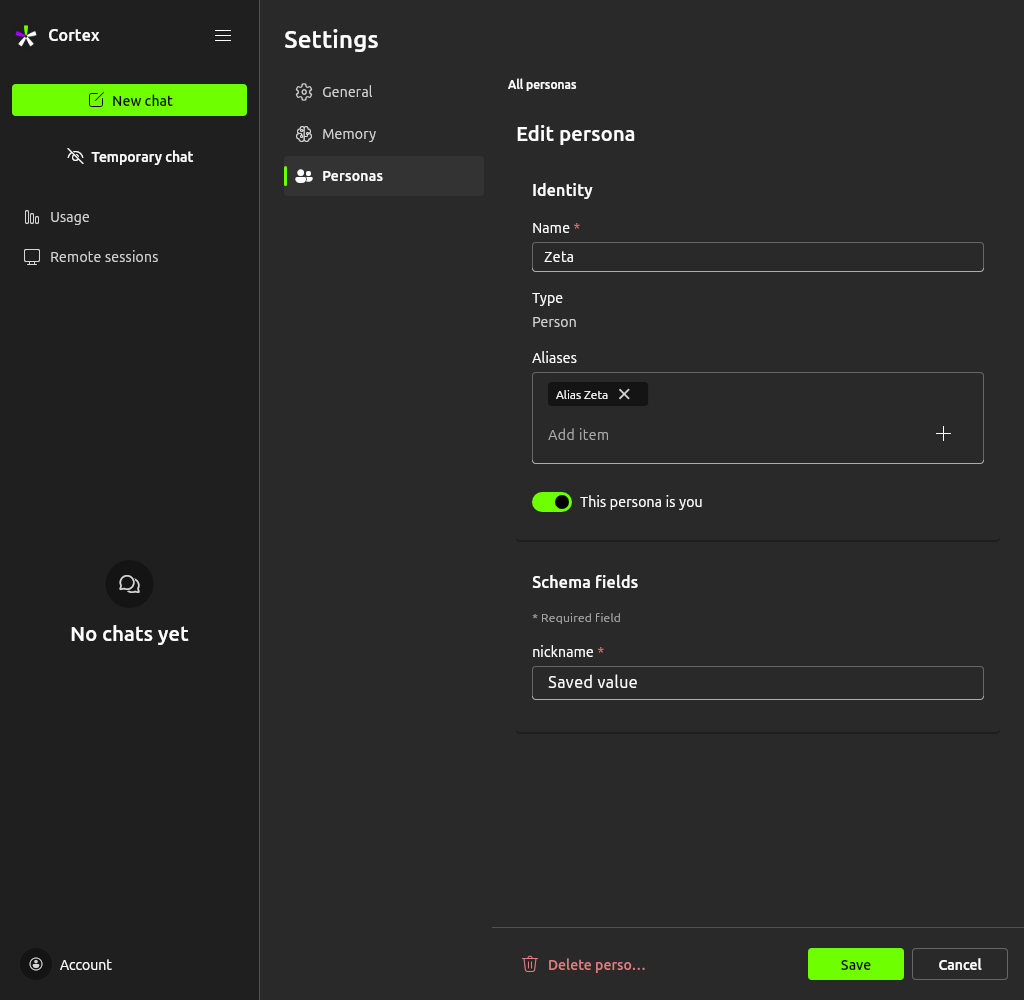 Cortex
New chat
Temporary chat
Usage
Remote sessions
No chats yet
Account
Settings
General
Memory
Personas
All personas
Edit persona
Identity
Name *
Zeta
Type
Person
Aliases
Alias Zeta
Add item
This persona is you
Schema fields
* Required field
nickname *
Saved value
Delete perso…
Save
Cancel